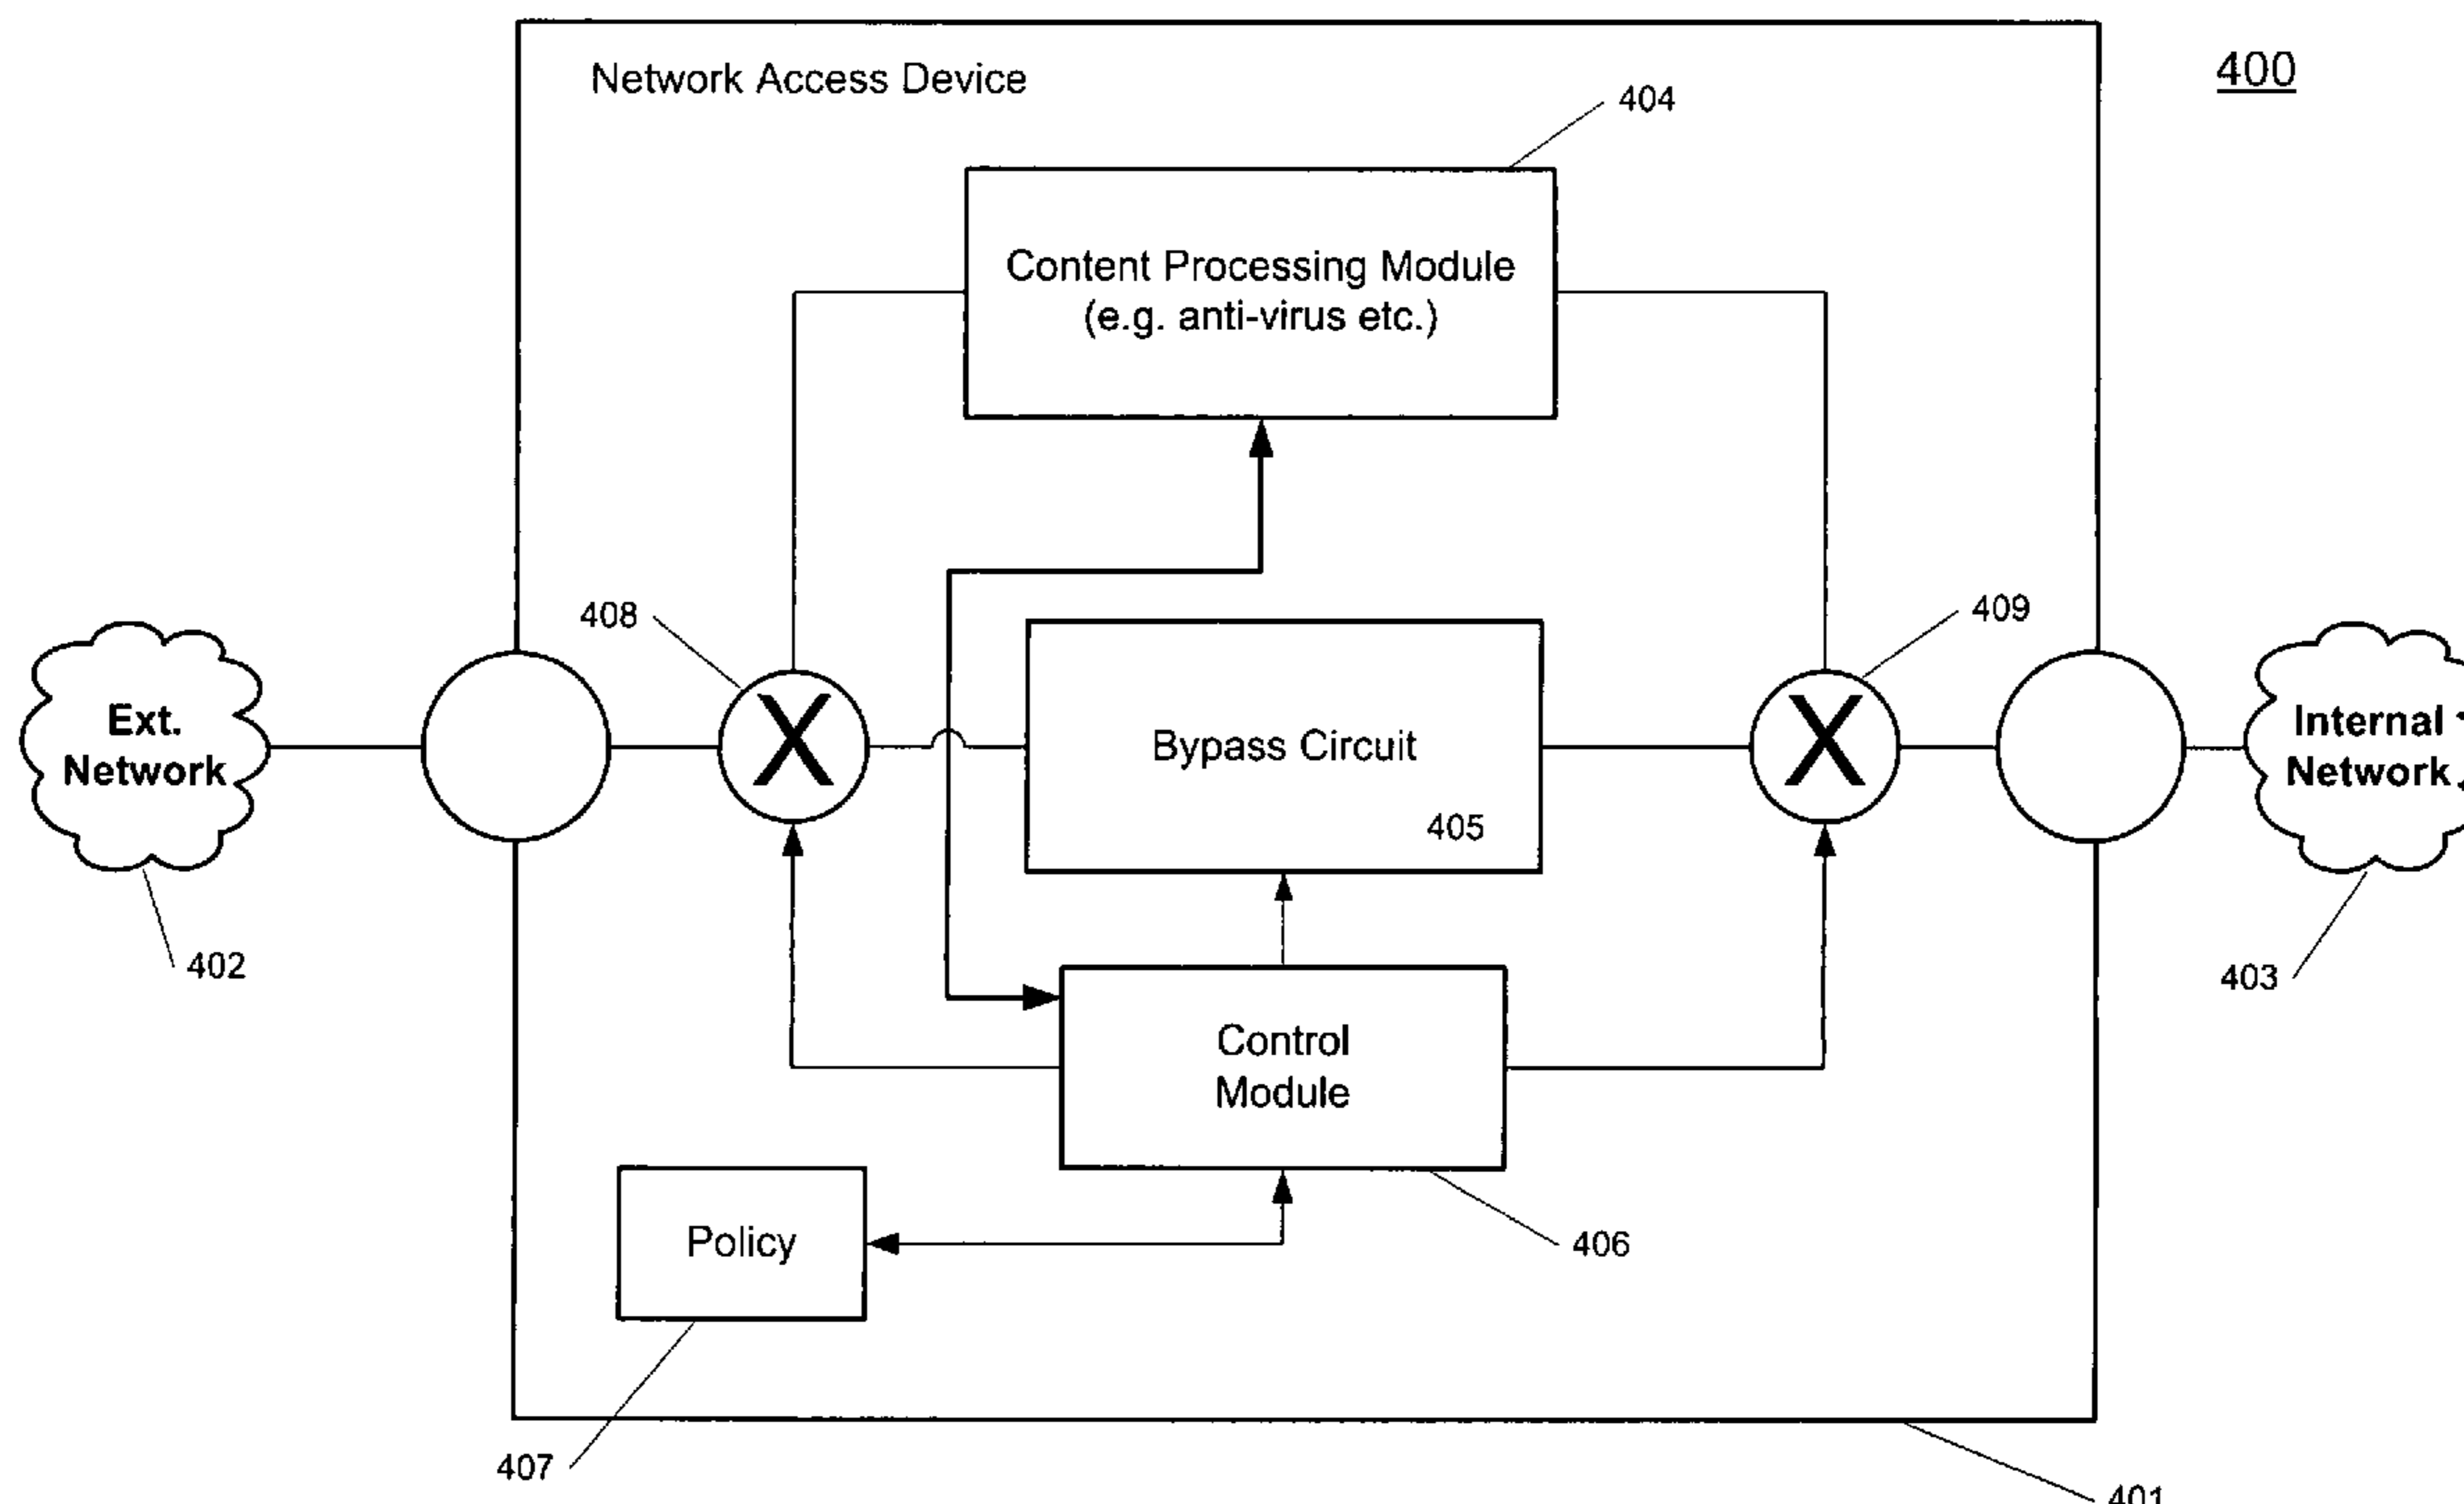 Network Access Device
400
404
Content Processing Module
(e.g. anti-virus etc.)
408
409
Ext.
Network
X
Bypass Circuit
405
X
Internal
Network
402
403
Control
Module
406
Policy
407
401